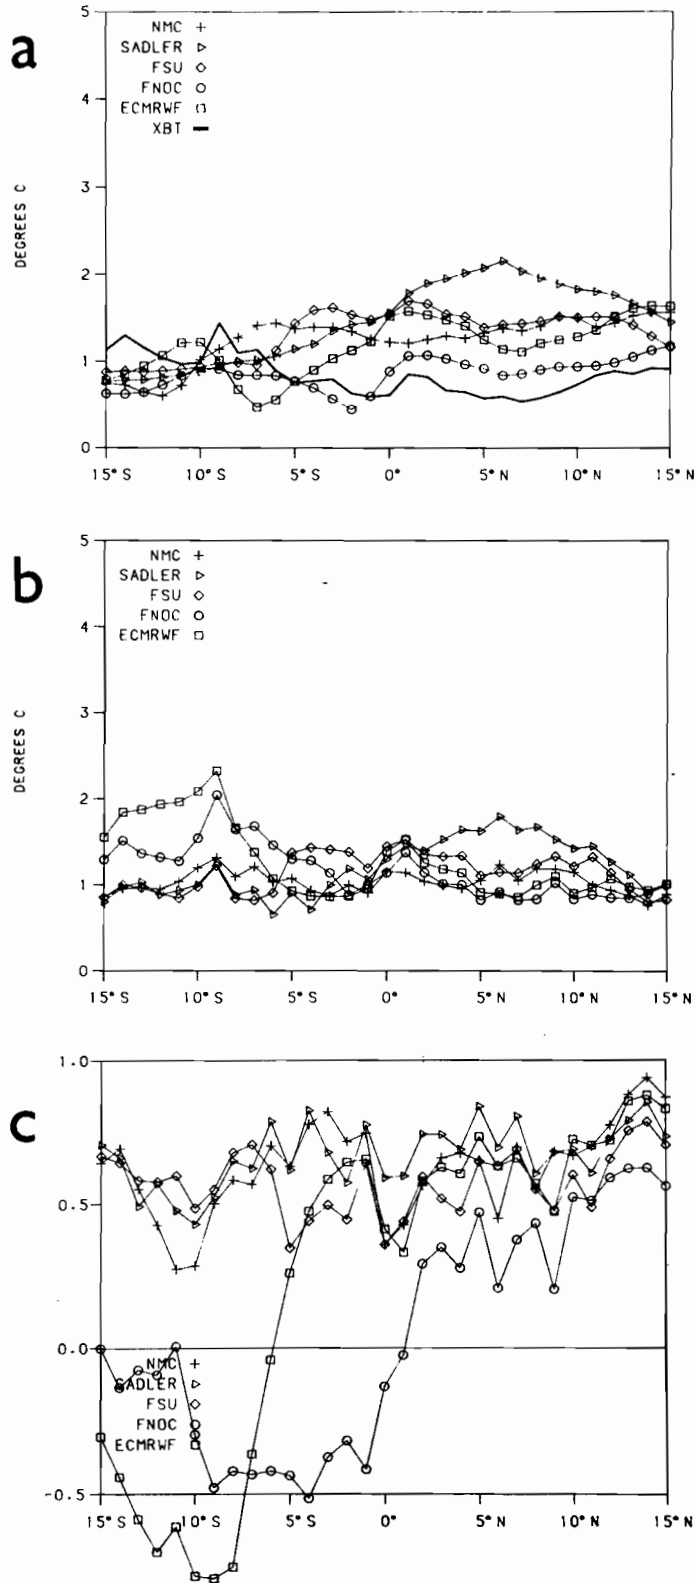 a
5
NMC +
SADLER
FSU
FNOC
ECMRWF
XBT
4
3
2
1
0
DEGREES C
15° S 10° S 5° S 0° 5° N 10° N 15° N
b
5
NMC +
SADLER
FSU
FNOC
ECMRWF
4
3
2
1
0
DEGREES C
15° S 10° S 5° S 0° 5° N 10° N 15° N
c
1.0
0.5
0.0
NMC +
SADLER
FSU
FNOC
ECMRWF
-0.5
15° S 10° S 5° S 0° 5° N 10° N 15° N